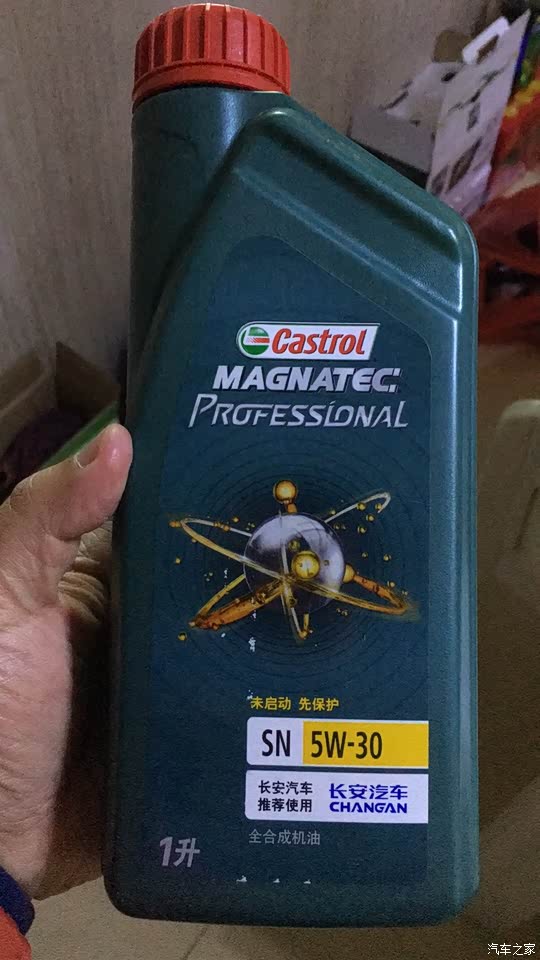 Castrol
MAGNATEC
PROFESSIONAL
未启动 先保护
SN 5W-30
长安汽车
推荐使用
长安汽车
CHANGAN
1升
全合成机油
汽车之家